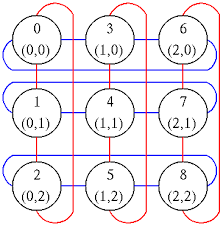 0 3 6
(0,0) (1,0) (2,0)
1 4 7
(0,1) (1,1) (2,1)
2 5 8
(0,2) (1,2) (2,2)